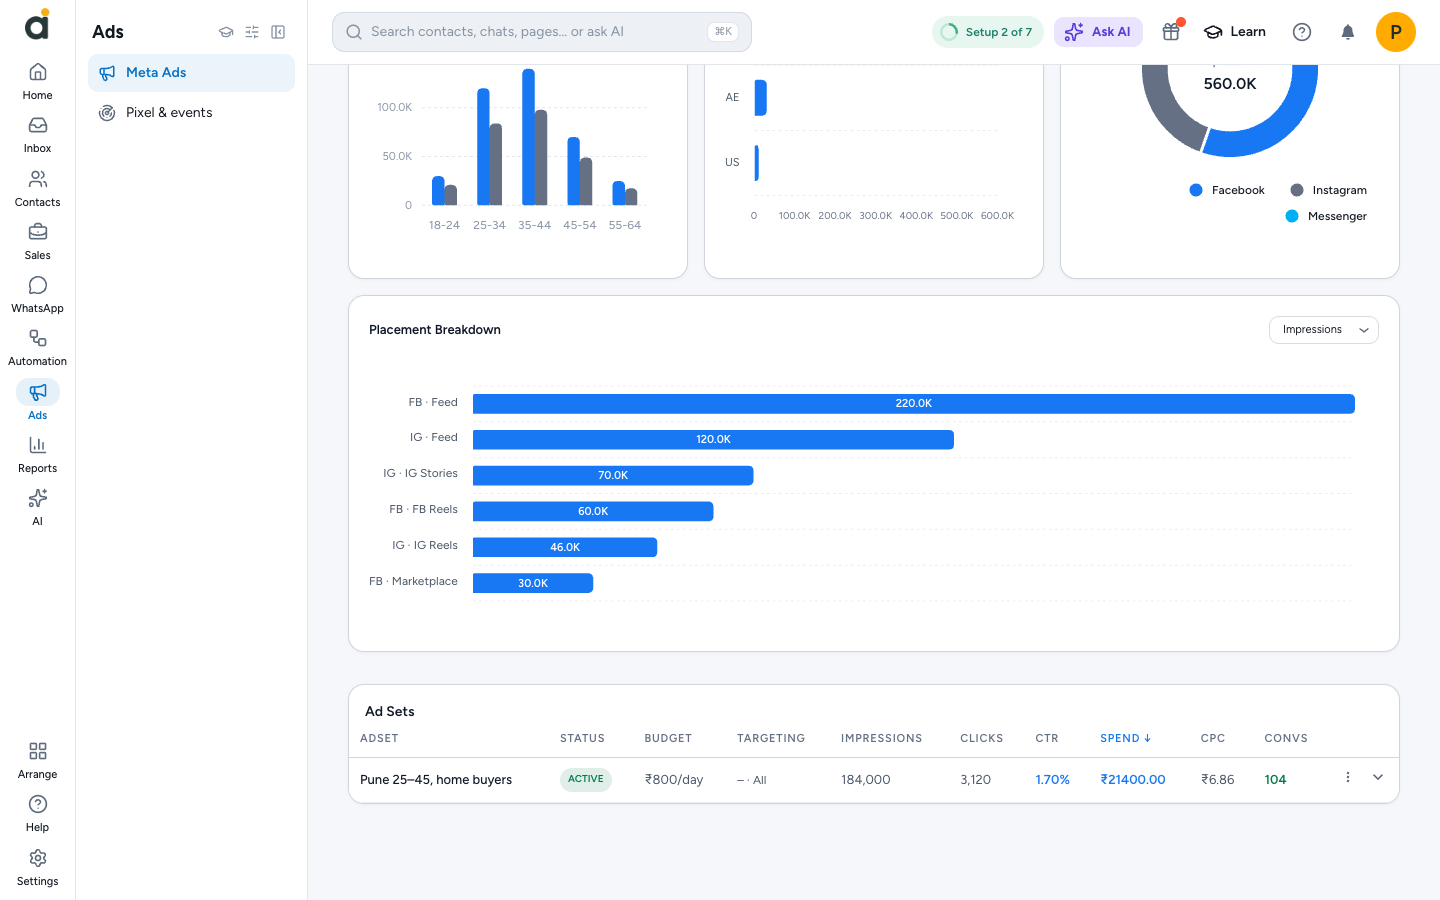 Ads
Search contacts, chats, pages... or ask AI
⌘K
Setup 2 of 7
Ask AI
Learn
P
Home
Inbox
Contacts
Sales
WhatsApp
Automation
Ads
Reports
AI
Arrange
Help
Settings
Meta Ads
Pixel & events
100.0K
50.0K
0
18-24 25-34 35-44 45-54 55-64
AE
US
0 100.0K 200.0K 300.0K 400.0K 500.0K 600.0K
560.0K
Facebook Instagram
Messenger
Placement Breakdown
Impressions
FB · Feed 220.0K
IG · Feed 120.0K
IG · IG Stories 70.0K
FB · FB Reels 60.0K
IG · IG Reels 46.0K
FB · Marketplace 30.0K
Ad Sets
ADSET STATUS BUDGET TARGETING IMPRESSIONS CLICKS CTR SPEND ↓ CPC CONVS
Pune 25–45, home buyers ACTIVE ₹800/day – · All 184,000 3,120 1.70% ₹21400.00 ₹6.86 104